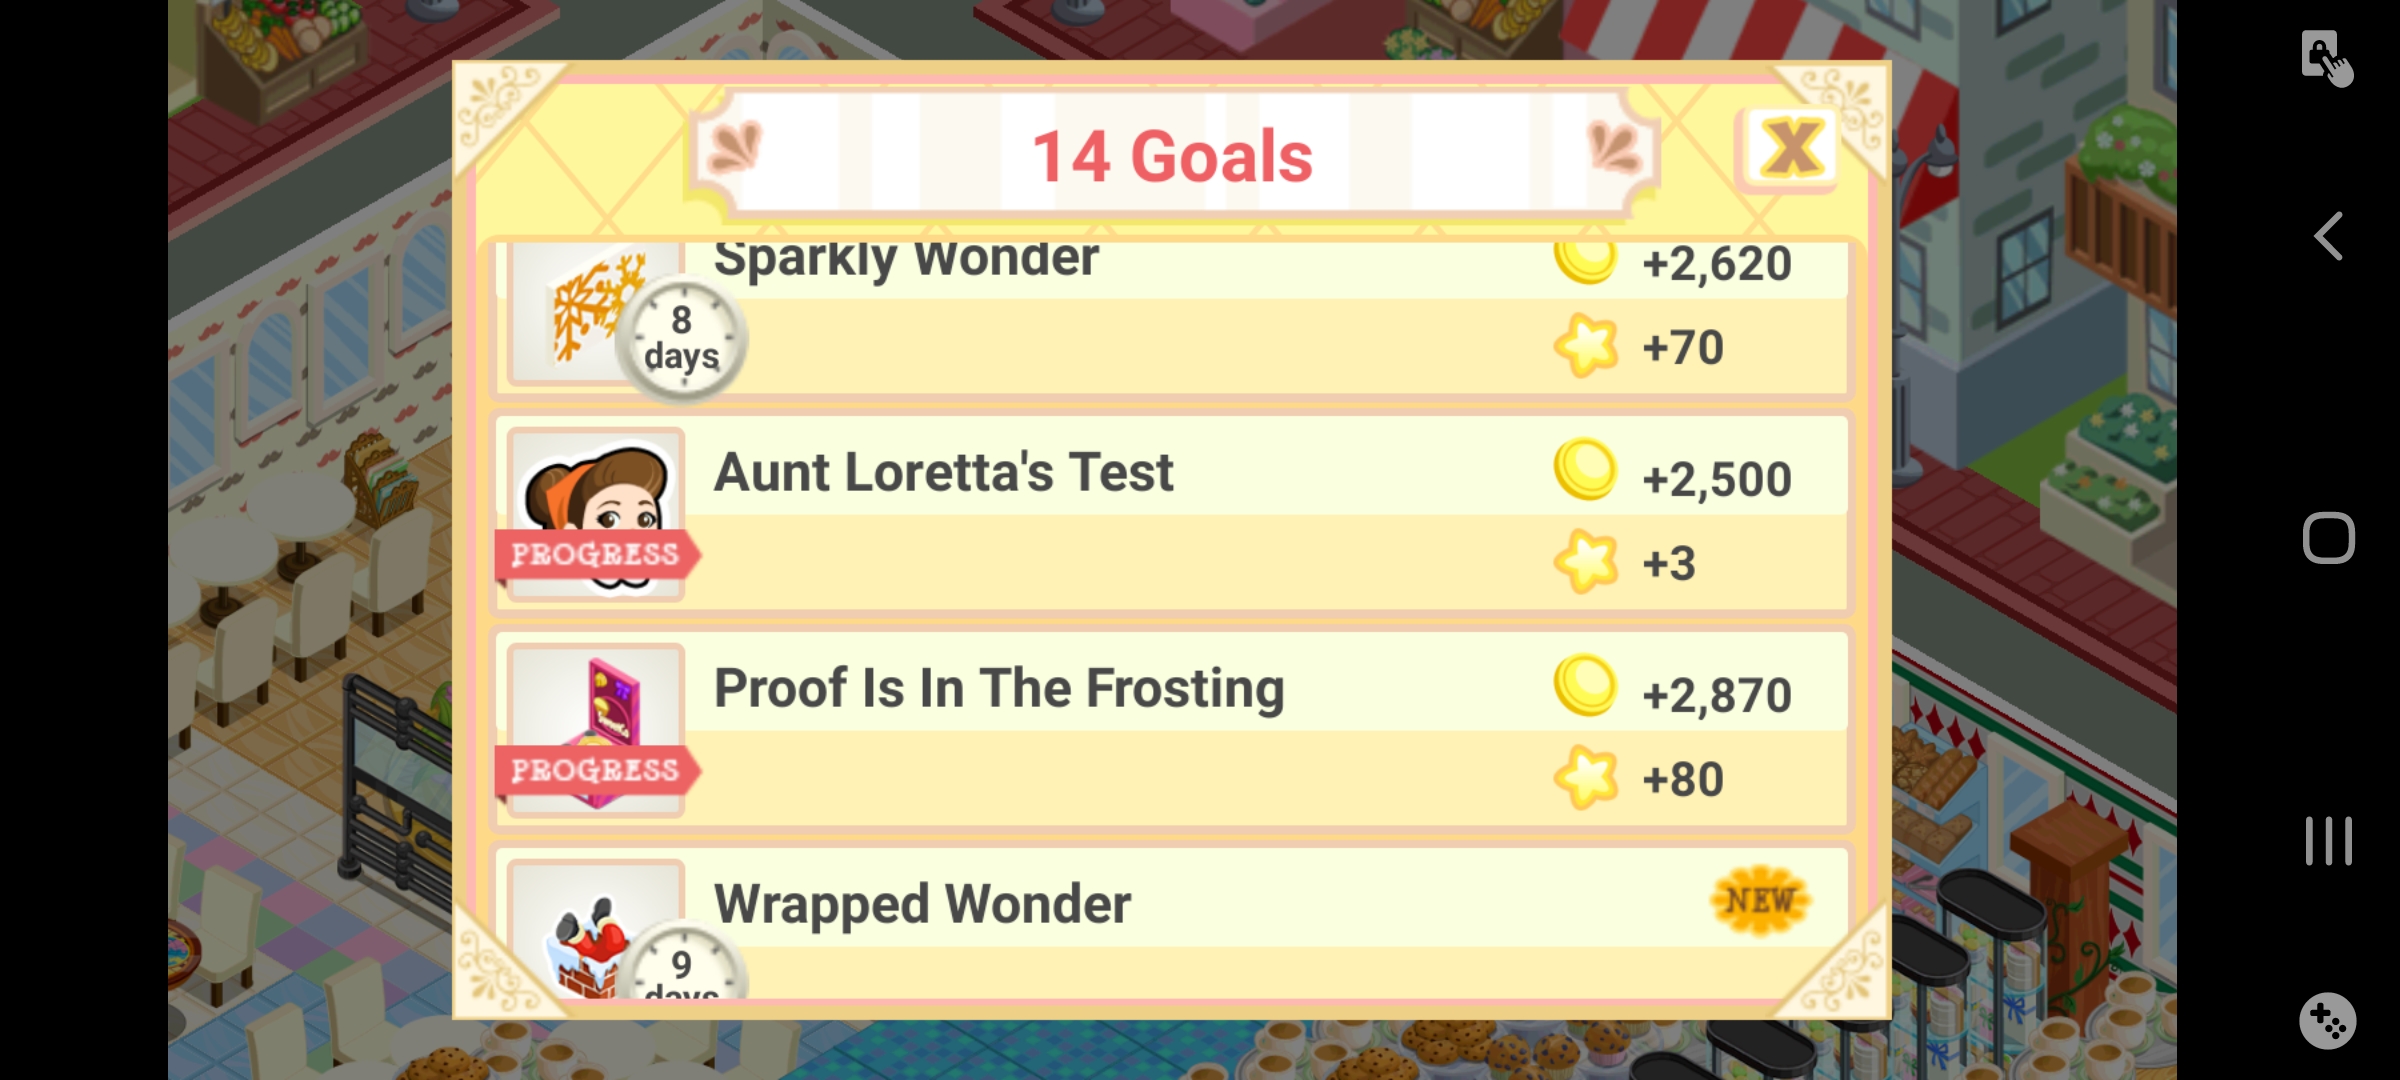 14 Goals
X
Sparkly Wonder
+2,620
8
days
+70
Aunt Loretta's Test
+2,500
PROGRESS
+3
Proof Is In The Frosting
+2,870
PROGRESS
+80
Wrapped Wonder
NEW
9
days